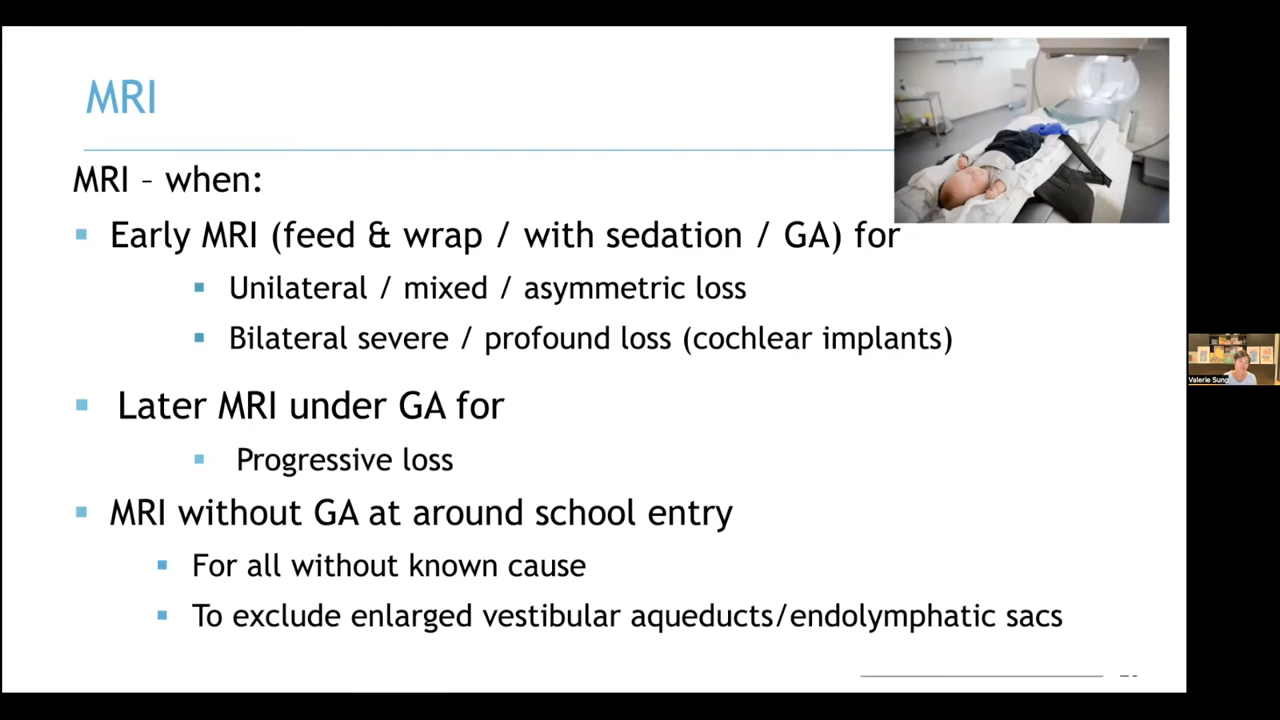 MRI
MRI – when:
Early MRI (feed & wrap / with sedation / GA) for
Unilateral / mixed / asymmetric loss
Bilateral severe / profound loss (cochlear implants)
Later MRI under GA for
Progressive loss
MRI without GA at around school entry
For all without known cause
To exclude enlarged vestibular aqueducts/endolymphatic sacs
Valerie Sung